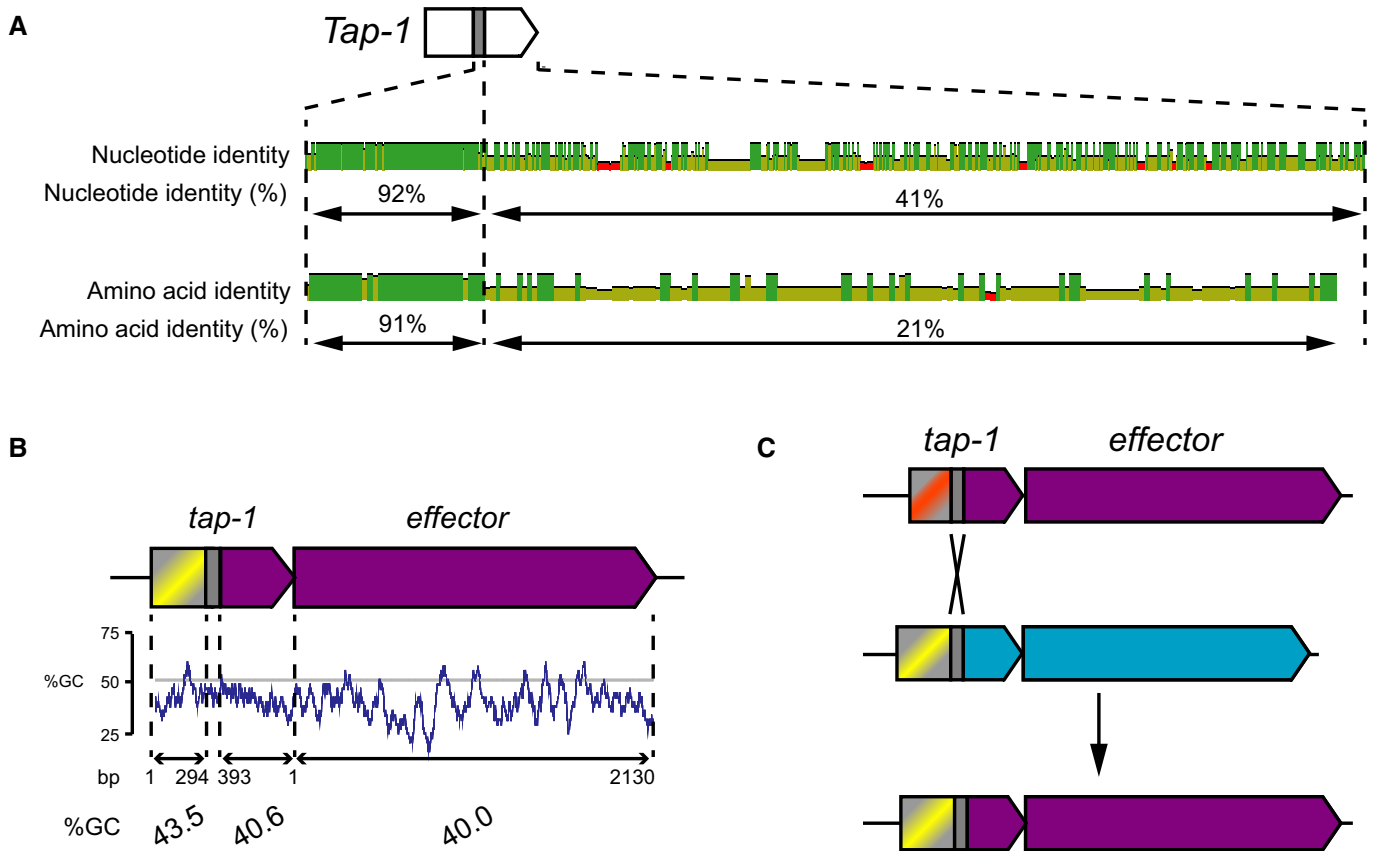 A
Tap-1
Nucleotide identity
Nucleotide identity (%)
92%
41%
Amino acid identity
Amino acid identity (%)
91%
21%
B
tap-1 effector
75
%GC 50
25
bp 1 294 393 1 2130
%GC 43.5 40.6 40.0
C
tap-1 effector